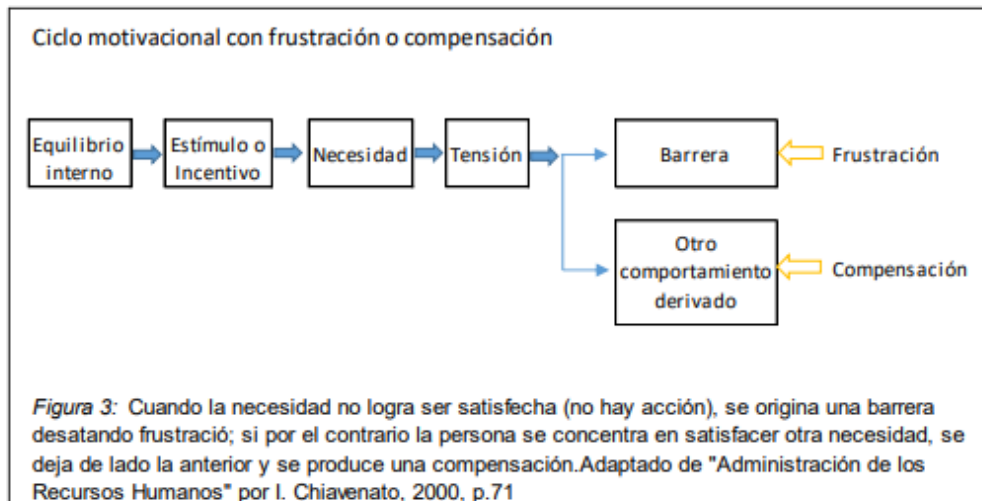 Ciclo motivacional con frustración o compensación
Equilibrio
interno
Estímulo o
Incentivo
Necesidad
Tensión
Barrera
Frustración
Otro
comportamiento
derivado
Compensación
Figura 3: Cuando la necesidad no logra ser satisfecha (no hay acción), se origina una barrera
desatando frustració; si por el contrario la persona se concentra en satisfacer otra necesidad, se
deja de lado la anterior y se produce una compensación.Adaptado de "Administración de los
Recursos Humanos" por I. Chiavenato, 2000, p.71